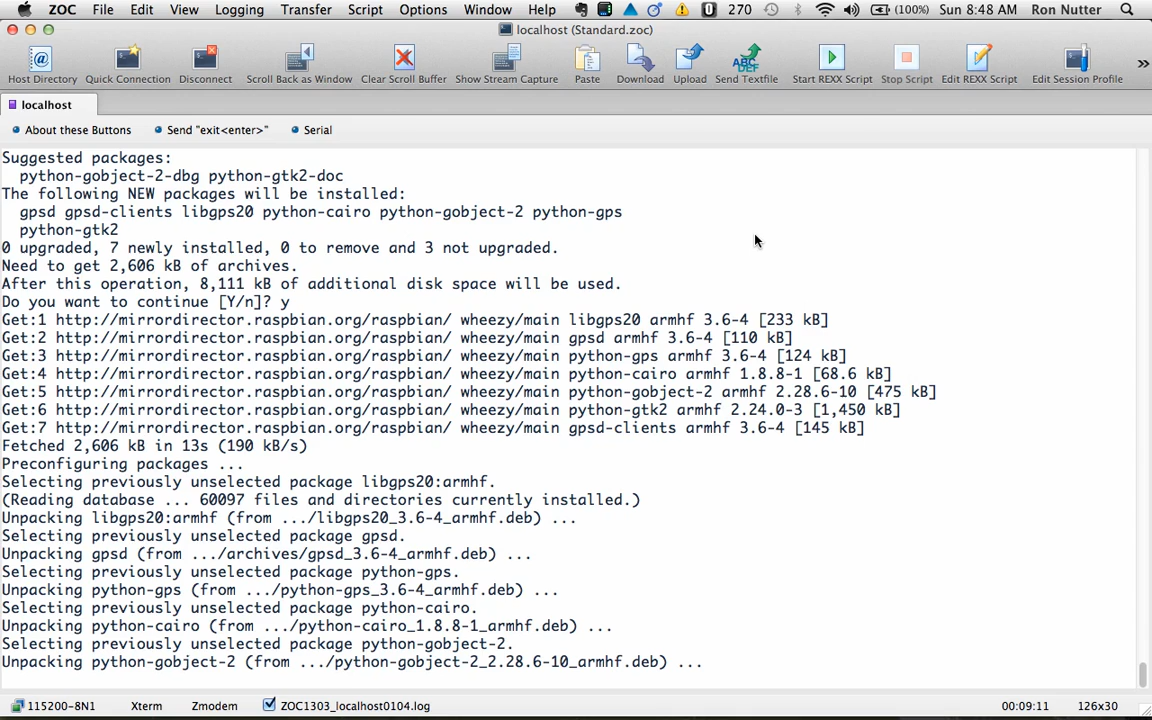 ZOC File Edit View Logging Transfer Script Options Window Help 270 (100%) Sun 8:48 AM Ron Nutter
localhost (Standard.zoc)
Host Directory Quick Connection Disconnect Scroll Back as Window Clear Scroll Buffer Show Stream Capture Paste Download Upload Send Textfile Start REXX Script Stop Script Edit REXX Script Edit Session Profile
localhost
About these Buttons Send "exit<enter>" Serial
Suggested packages:
python-gobject-2-dbg python-gtk2-doc
The following NEW packages will be installed:
gpsd gpsd-clients libgps20 python-cairo python-gobject-2 python-gps
python-gtk2
0 upgraded, 7 newly installed, 0 to remove and 3 not upgraded.
Need to get 2,606 kB of archives.
After this operation, 8,111 kB of additional disk space will be used.
Do you want to continue [Y/n]? y
Get:1 http://mirrordirector.raspbian.org/raspbian/ wheezy/main libgps20 armhf 3.6-4 [233 kB]
Get:2 http://mirrordirector.raspbian.org/raspbian/ wheezy/main gpsd armhf 3.6-4 [110 kB]
Get:3 http://mirrordirector.raspbian.org/raspbian/ wheezy/main python-gps armhf 3.6-4 [124 kB]
Get:4 http://mirrordirector.raspbian.org/raspbian/ wheezy/main python-cairo armhf 1.8.8-1 [68.6 kB]
Get:5 http://mirrordirector.raspbian.org/raspbian/ wheezy/main python-gobject-2 armhf 2.28.6-10 [475 kB]
Get:6 http://mirrordirector.raspbian.org/raspbian/ wheezy/main python-gtk2 armhf 2.24.0-3 [1,450 kB]
Get:7 http://mirrordirector.raspbian.org/raspbian/ wheezy/main gpsd-clients armhf 3.6-4 [145 kB]
Fetched 2,606 kB in 13s (190 kB/s)
Preconfiguring packages ...
Selecting previously unselected package libgps20:armhf.
(Reading database ... 60097 files and directories currently installed.)
Unpacking libgps20:armhf (from .../libgps20_3.6-4_armhf.deb) ...
Selecting previously unselected package gpsd.
Unpacking gpsd (from .../archives/gpsd_3.6-4_armhf.deb) ...
Selecting previously unselected package python-gps.
Unpacking python-gps (from .../python-gps_3.6-4_armhf.deb) ...
Selecting previously unselected package python-cairo.
Unpacking python-cairo (from .../python-cairo_1.8.8-1_armhf.deb) ...
Selecting previously unselected package python-gobject-2.
Unpacking python-gobject-2 (from .../python-gobject-2_2.28.6-10_armhf.deb) ...
115200-8N1 Xterm Zmodem ZOC1303_localhost0104.log 00:09:11 126x30